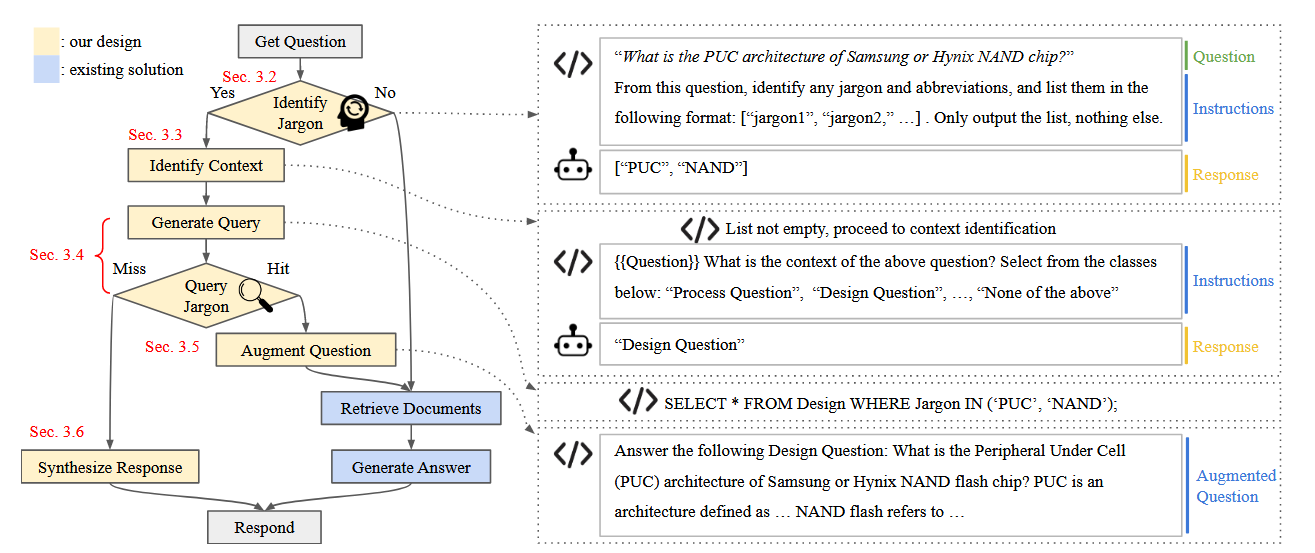 : our design
: existing solution
Get Question
Sec. 3.2
Yes
No
Identify
Jargon
Sec. 3.3
Identify Context
Generate Query
Sec. 3.4
Miss
Hit
Query
Jargon
Sec. 3.5
Augment Question
Retrieve Documents
Sec. 3.6
Synthesize Response
Generate Answer
Respond
“What is the PUC architecture of Samsung or Hynix NAND chip?”
Question
From this question, identify any jargon and abbreviations, and list them in the
following format: [“jargon1”, “jargon2,” …] . Only output the list, nothing else.
Instructions
[“PUC”, “NAND”]
Response
List not empty, proceed to context identification
{{Question}} What is the context of the above question? Select from the classes
below: “Process Question”, “Design Question”, …, “None of the above”
Instructions
“Design Question”
Response
SELECT * FROM Design WHERE Jargon IN (‘PUC’, ‘NAND’);
Answer the following Design Question: What is the Peripheral Under Cell
(PUC) architecture of Samsung or Hynix NAND flash chip? PUC is an
architecture defined as … NAND flash refers to …
Augmented
Question